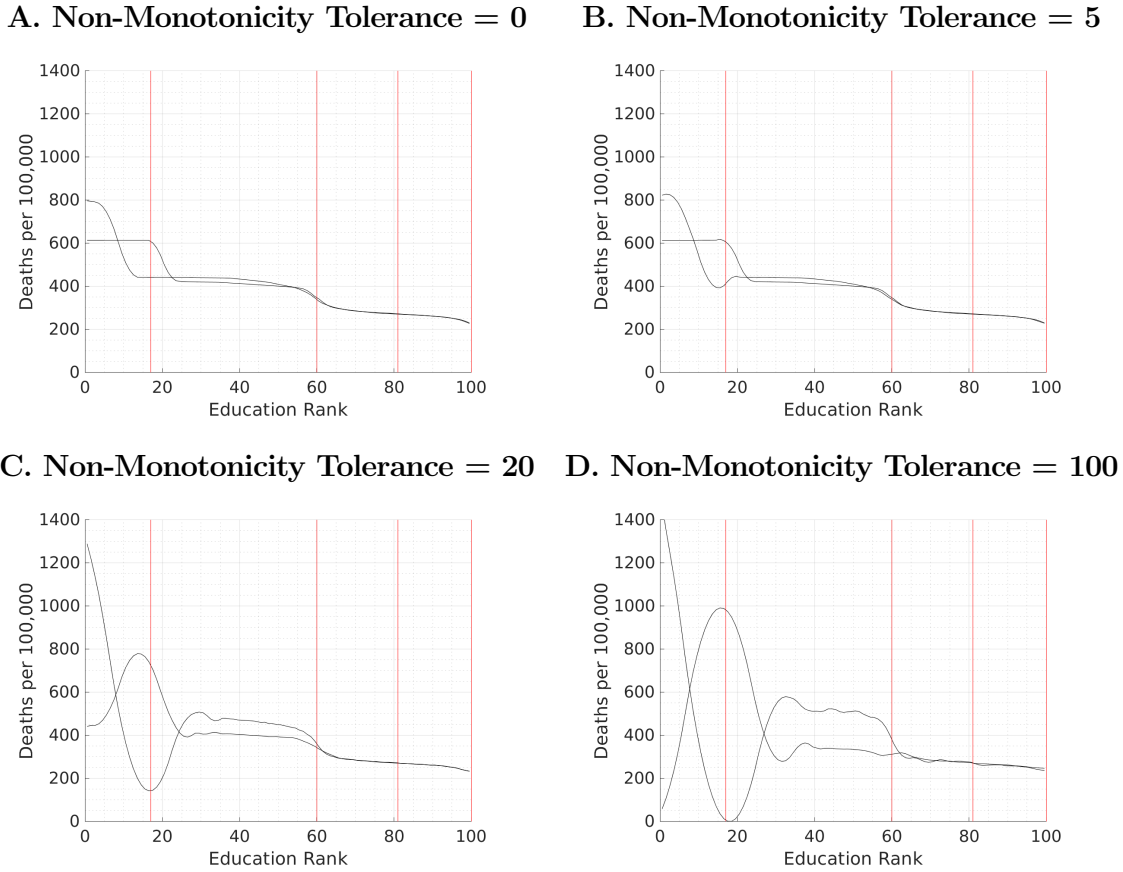 A. Non-Monotonicity Tolerance = 0
1400
1200
1000
800
600
400
200
0
Deaths per 100,000
0 20 40 60 80 100
Education Rank
B. Non-Monotonicity Tolerance = 5
1400
1200
1000
800
600
400
200
0
Deaths per 100,000
0 20 40 60 80 100
Education Rank
C. Non-Monotonicity Tolerance = 20
1400
1200
1000
800
600
400
200
0
Deaths per 100,000
0 20 40 60 80 100
Education Rank
D. Non-Monotonicity Tolerance = 100
1400
1200
1000
800
600
400
200
0
Deaths per 100,000
0 20 40 60 80 100
Education Rank